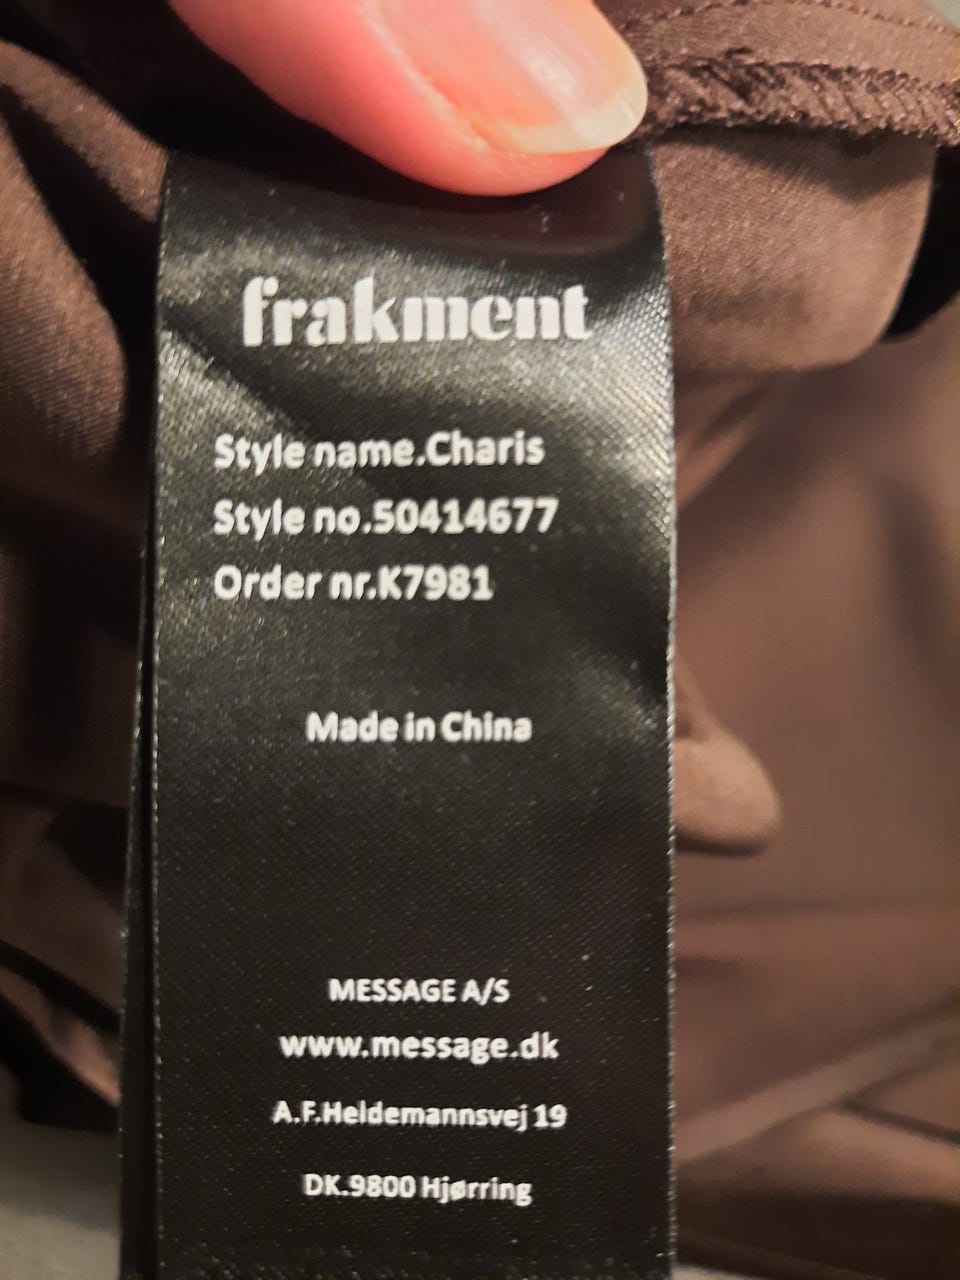 frakment
Style name.Charis
Style no.50414677
Order nr.K7981
Made in China
MESSAGE A/S
www.message.dk
A.F.Heldemannsvej 19
DK.9800 Hjørring